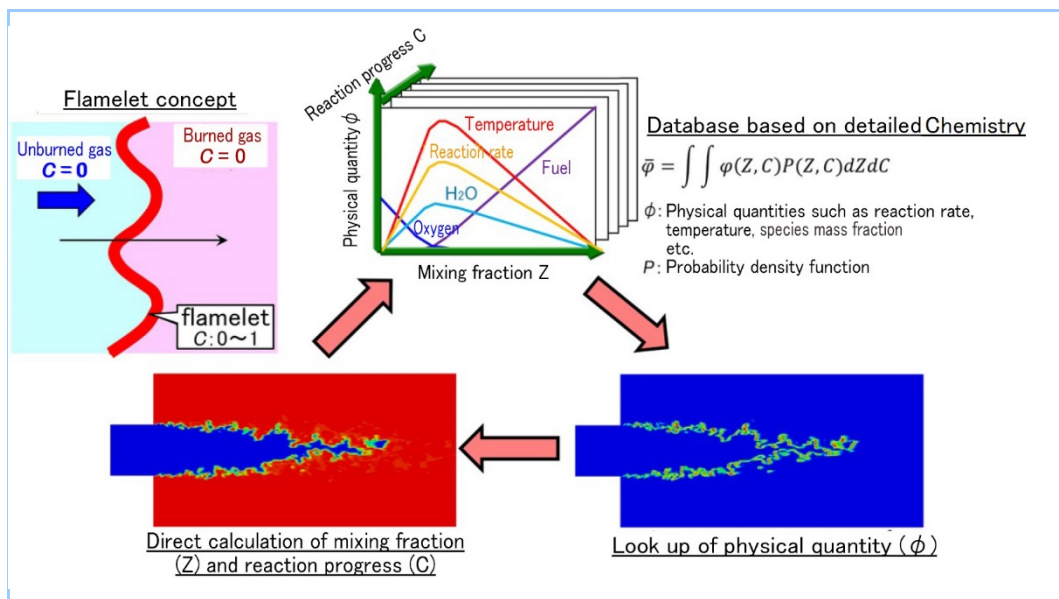 Flamelet concept
Unburned gas
C = 0
Burned gas
C = 0
flamelet
C:0～1
Reaction progress C
Physical quantity ϕ
Temperature
Reaction rate
Fuel
H₂O
Oxygen
Mixing fraction Z
Database based on detailed Chemistry
φ̄ = ∫∫ φ(Z, C)P(Z, C)dZdC
ϕ: Physical quantities such as reaction rate,
temperature, species mass fraction
etc.
P: Probability density function
Direct calculation of mixing fraction
(Z) and reaction progress (C)
Look up of physical quantity (ϕ)